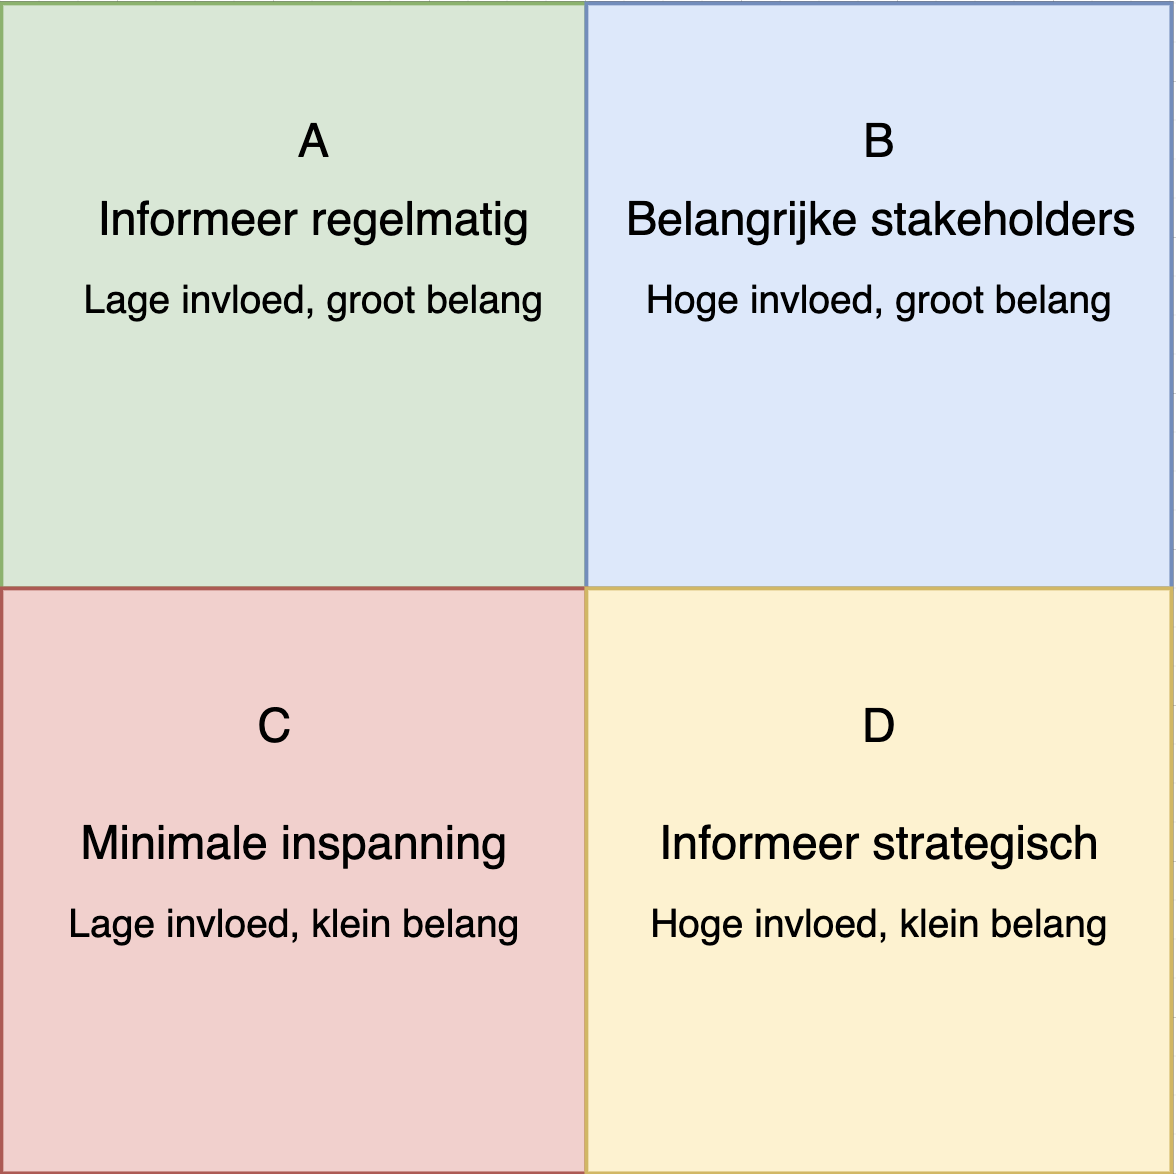 A
Informeer regelmatig
Lage invloed, groot belang
B
Belangrijke stakeholders
Hoge invloed, groot belang
C
Minimale inspanning
Lage invloed, klein belang
D
Informeer strategisch
Hoge invloed, klein belang